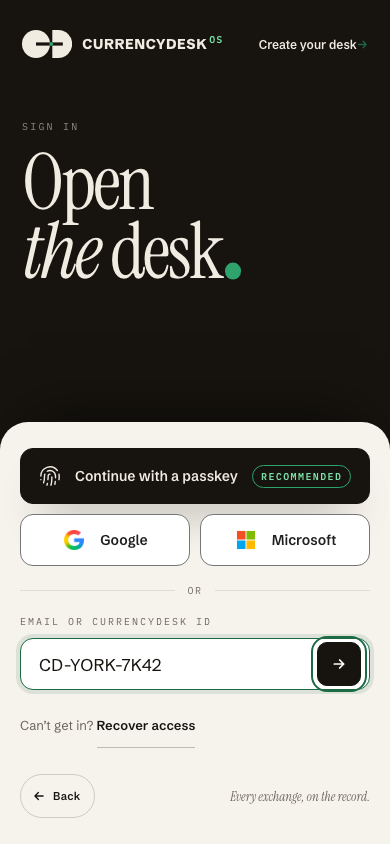 CURRENCYDESK OS
Create your desk→
SIGN IN
Open
the desk.
Continue with a passkey RECOMMENDED
Google Microsoft
OR
EMAIL OR CURRENCYDESK ID
CD-YORK-7K42 →
Can’t get in? Recover access
← Back
Every exchange, on the record.